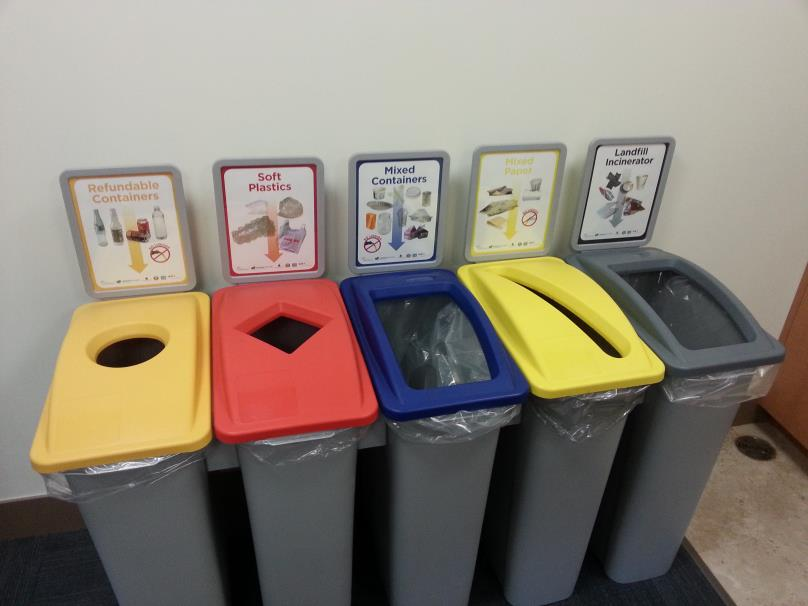 Refundable
Containers
Soft
Plastics
Mixed
Containers
Mixed
Paper
Landfill
Incinerator